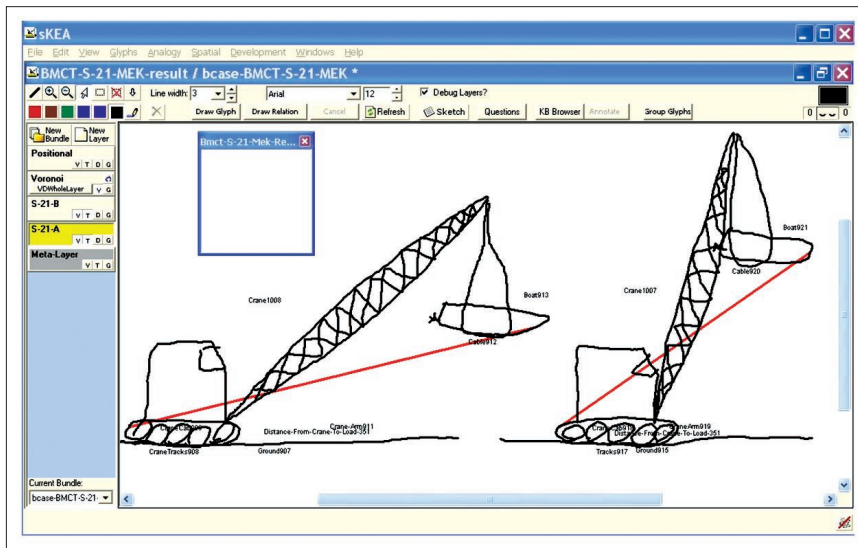 sKEA
File Edit View Glyphs Analogy Spatial Development Windows Help
BMCT-S-21-MEK-result / bcase-BMCT-S-21-MEK *
Line width: 3 Arial 12 Debug Layers?
Draw Glyph Draw Relation Cancel Refresh Sketch Questions KB Browser Annotate Group Glyphs 0 0
New Bundle New Layer
Positional
V T D G
Voronoi
VDWholeLayer V G
S-21-B
V T D G
S-21-A
V T D G
Meta-Layer
V T G
Current Bundle:
bcase-BMCT-S-21-
Bmct-S-21-Mek-Re...
Crane1008
Boat913
Cable912
Crane-Arm911
Distance-From-Crane-To-Load-351
CraneTracks908
Ground907
Crane1007
Boat921
Cable920
CraneArm919
Distance-From-Crane-To-Load-351
Tracks917
Ground915